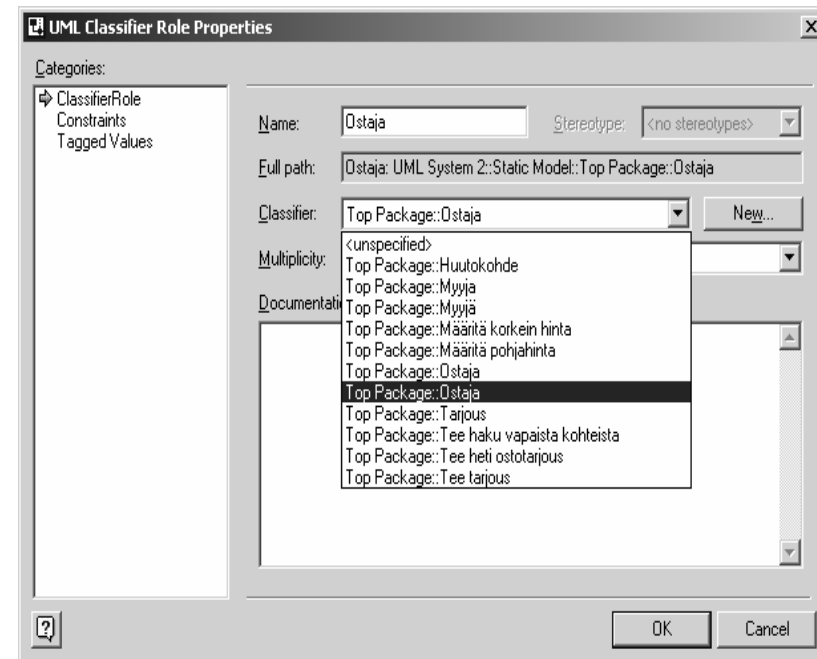 UML Classifier Role Properties
Categories:
ClassifierRole
Constraints
Tagged Values
Name: Ostaja Stereotype: <no stereotypes>
Full path: Ostaja: UML System 2::Static Model::Top Package::Ostaja
Classifier: Top Package::Ostaja New...
Multiplicity:
Documentati
<unspecified>
Top Package::Huutokohde
Top Package::Myyja
Top Package::Myyjä
Top Package::Määritä korkein hinta
Top Package::Määritä pohjahinta
Top Package::Ostaja
Top Package::Ostaja
Top Package::Tarjous
Top Package::Tee haku vapaista kohteista
Top Package::Tee heti ostotarjous
Top Package::Tee tarjous
OK Cancel